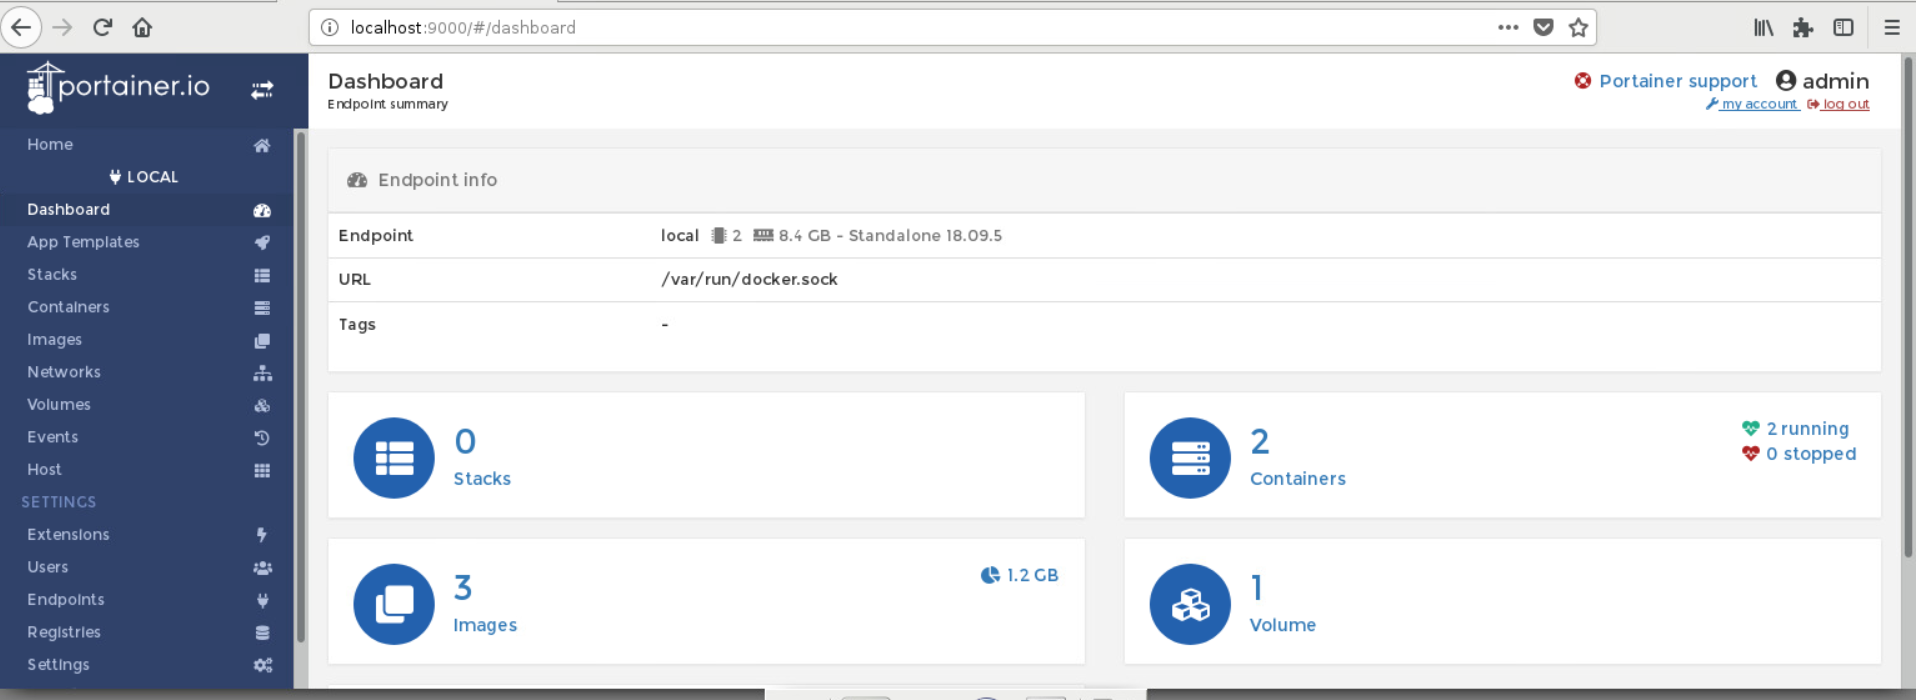 localhost:9000/#/dashboard
portainer.io
Home
LOCAL
Dashboard
App Templates
Stacks
Containers
Images
Networks
Volumes
Events
Host
SETTINGS
Extensions
Users
Endpoints
Registries
Settings
Dashboard
Endpoint summary
Portainer support admin
my account log out
Endpoint info
Endpoint local 2 8.4 GB - Standalone 18.09.5
URL /var/run/docker.sock
Tags -
0
Stacks
2
Containers
2 running
0 stopped
3
Images
1.2 GB
1
Volume